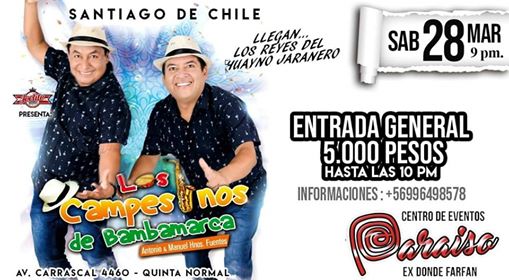 SANTIAGO DE CHILE
LLEGAN...
LOS REYES DEL
HUAYNO JARANERO
PRESENTA:
Los
Campesinos
de Bambamarca
Antonio & Manuel Hnos. Fuentes
AV. CARRASCAL 4460 - QUINTA NORMAL
SAB 28 MAR
9 pm.
ENTRADA GENERAL
5.000 PESOS
HASTA LAS 10 PM
INFORMACIONES : +56996498578
CENTRO DE EVENTOS
Paraiso
EX DONDE FARFAN